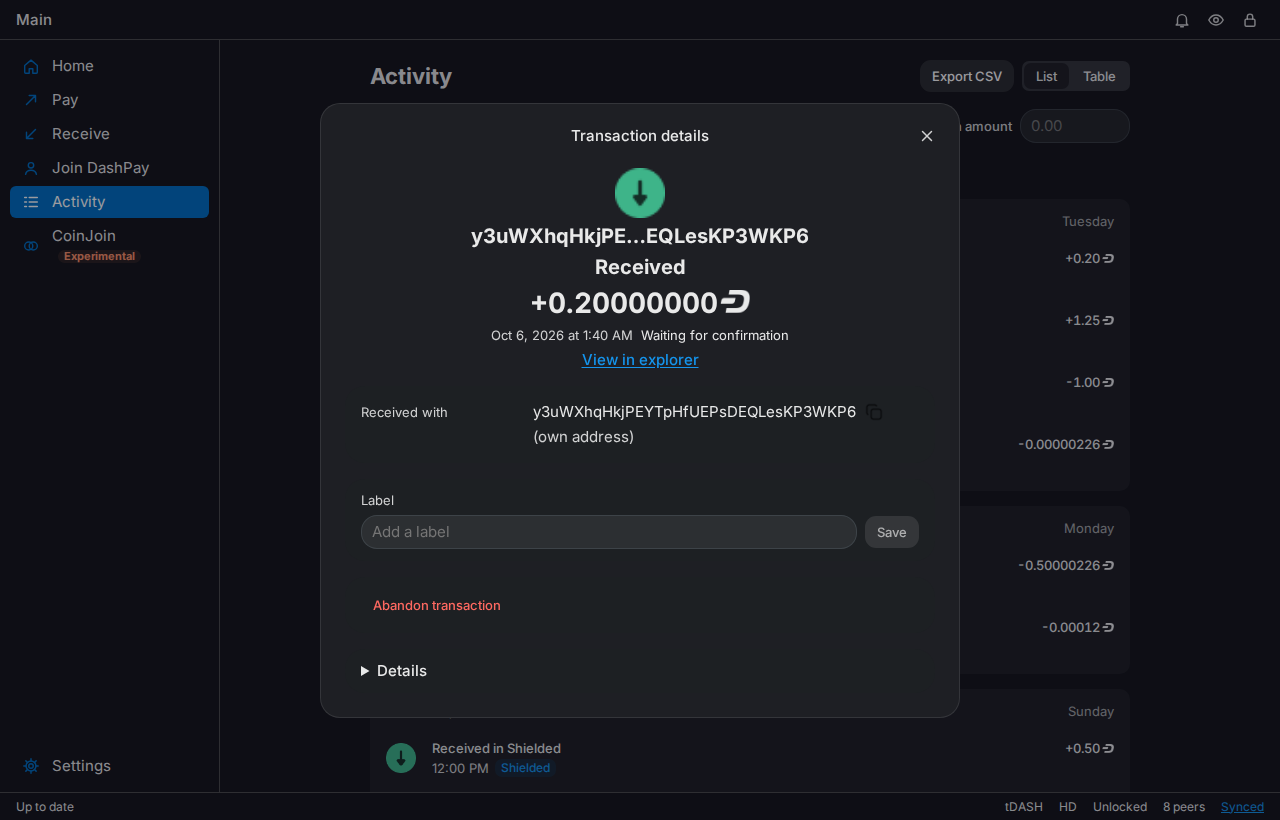 Main
Home
Pay
Receive
Join DashPay
Activity
CoinJoin
Experimental
Settings
Activity
Export CSV
List
Table
amount
0.00
Transaction details
y3uWXhqHkjPE...EQLesKP3WKP6
Received
+0.20000000
Oct 6, 2026 at 1:40 AM Waiting for confirmation
View in explorer
Received with
y3uWXhqHkjPEYTpHfUEPsDEQLesKP3WKP6
(own address)
Label
Add a label
Save
Abandon transaction
Details
Tuesday
+0.20
+1.25
-1.00
-0.00000226
Monday
-0.50000226
-0.00012
Sunday
Received in Shielded
+0.50
12:00 PM Shielded
Up to date
tDASH HD Unlocked 8 peers Synced